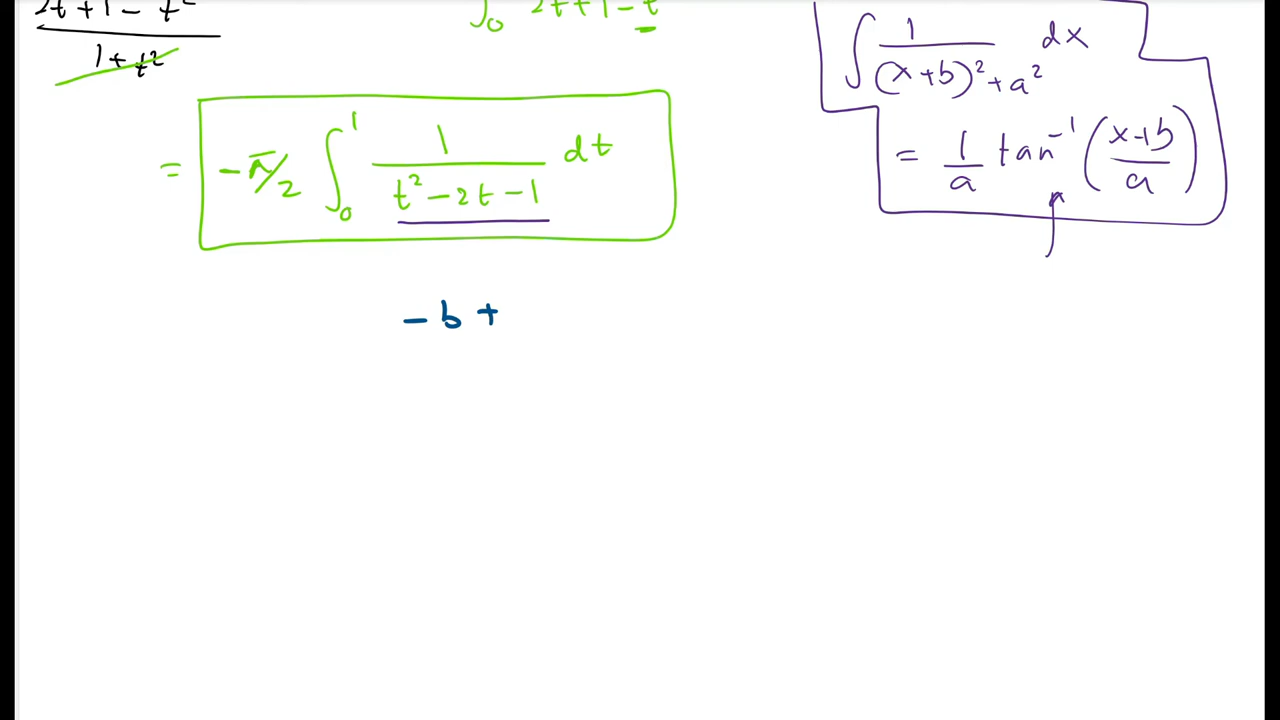 2t + 1 - t²
1 + t²
∫₀ 2t + 1 - t
∫ 1/((x+b)² + a²) dx
= 1/a tan⁻¹ ((x+b)/a)
= -π/2 ∫₀¹ 1/(t² - 2t - 1) dt
- b +